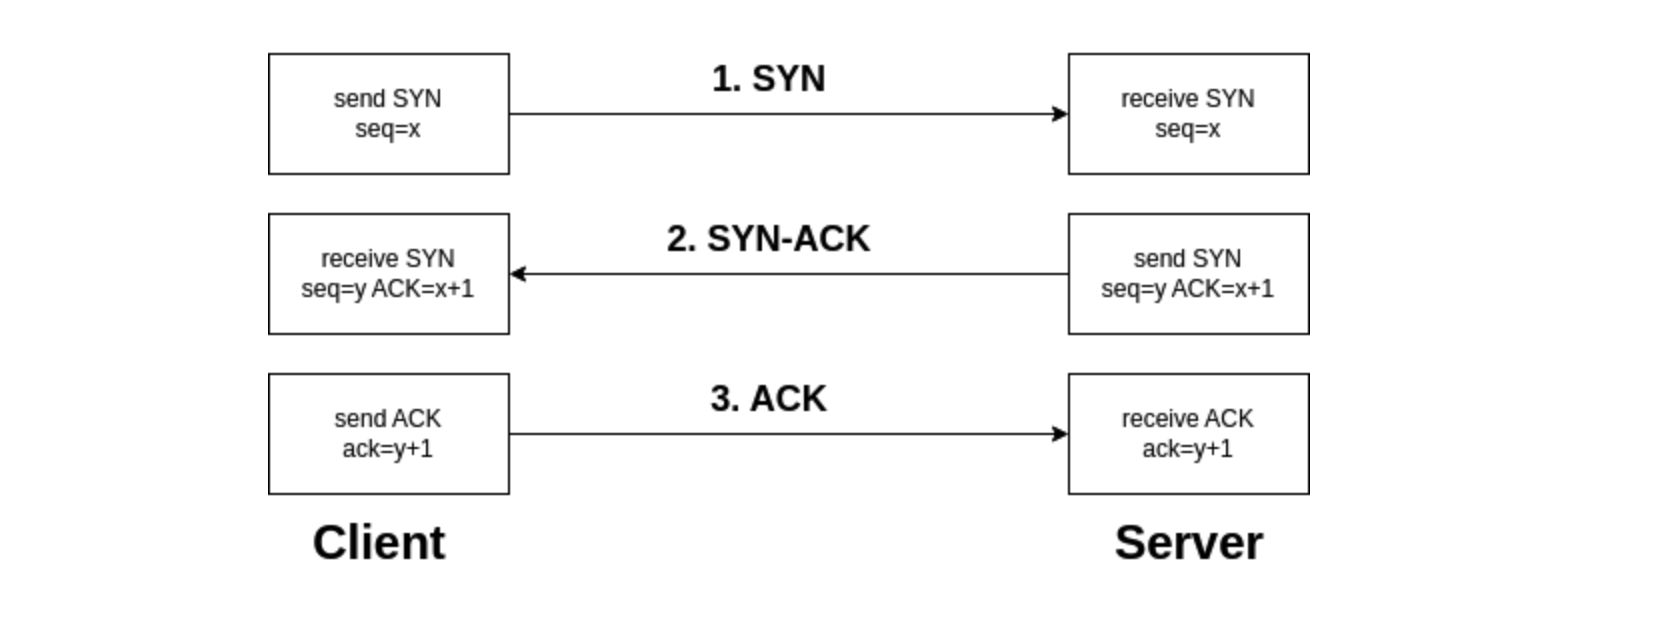 1. SYN
send SYN
seq=x
receive SYN
seq=x
2. SYN-ACK
receive SYN
seq=y ACK=x+1
send SYN
seq=y ACK=x+1
3. ACK
send ACK
ack=y+1
receive ACK
ack=y+1
Client
Server